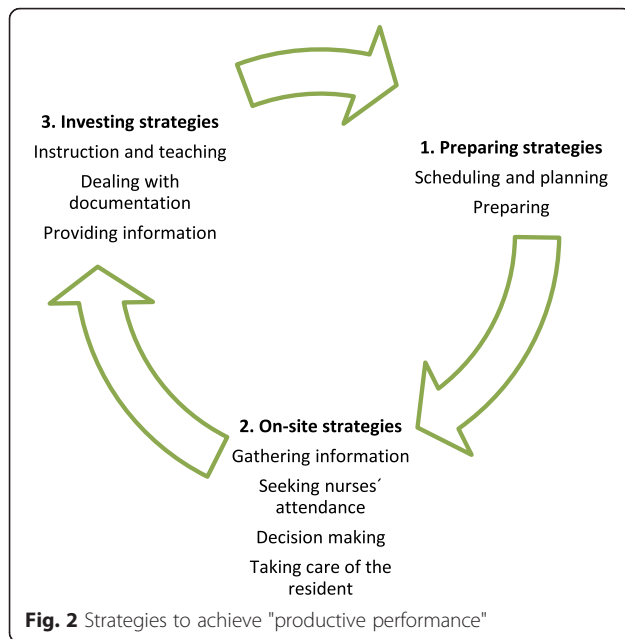 3. Investing strategies
Instruction and teaching
Dealing with
documentation
Providing information
1. Preparing strategies
Scheduling and planning
Preparing
2. On-site strategies
Gathering information
Seeking nurses´
attendance
Decision making
Taking care of the
resident
Fig. 2 Strategies to achieve "productive performance"